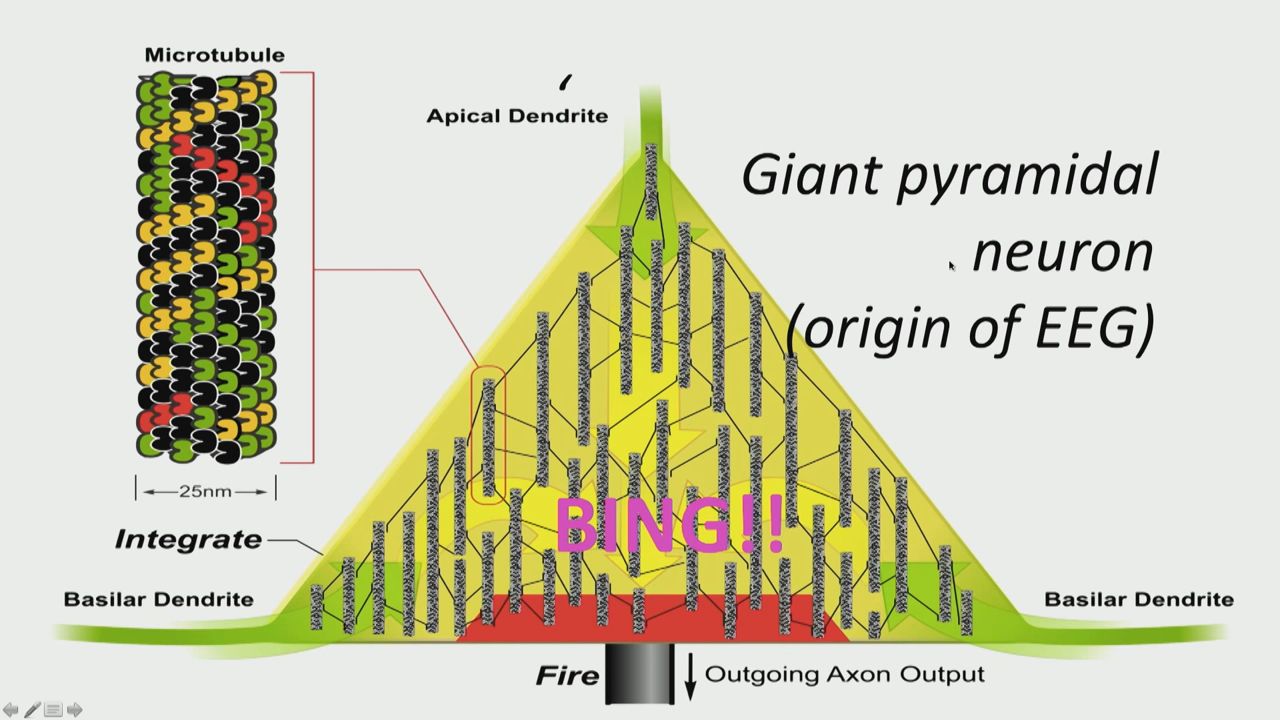 Microtubule
‘
Apical Dendrite
Giant pyramidal
neuron
(origin of EEG)
25nm
BING!!
Integrate
Basilar Dendrite
Basilar Dendrite
Fire
Outgoing Axon Output